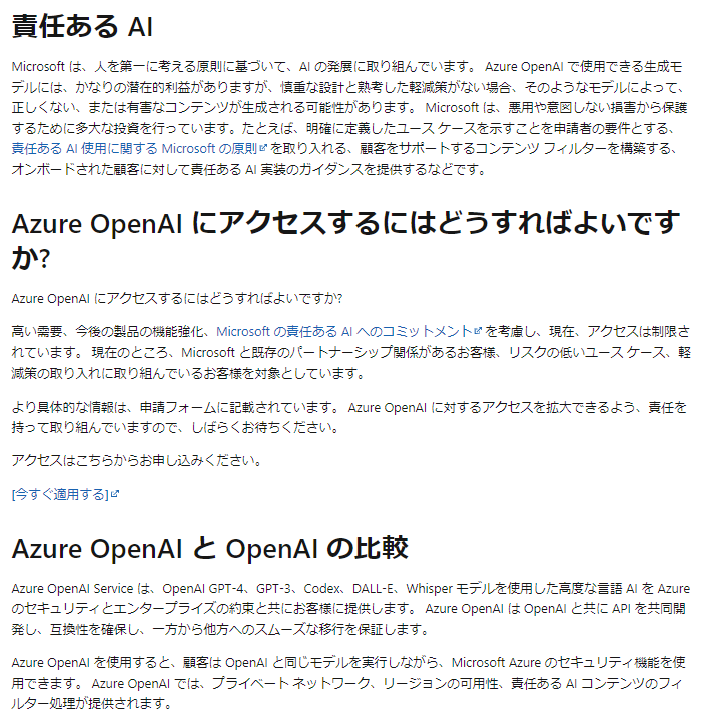 責任ある AI
Microsoft は、人を第一に考える原則に基づいて、AI の発展に取り組んでいます。 Azure OpenAI で使用できる生成モ
デルには、かなりの潜在的利益がありますが、慎重な設計と熟考した軽減策がない場合、そのようなモデルによって、
正しくない、または有害なコンテンツが生成される可能性があります。 Microsoft は、悪用や意図しない損害から保護
するために多大な投資を行っています。たとえば、明確に定義したユース ケースを示すことを申請者の要件とする、
責任ある AI 使用に関する Microsoft の原則 を取り入れる、顧客をサポートするコンテンツ フィルターを構築する、
オンボードされた顧客に対して責任ある AI 実装のガイダンスを提供するなどです。
Azure OpenAI にアクセスするにはどうすればよいです
か?
Azure OpenAI にアクセスするにはどうすればよいですか?
高い需要、今後の製品の機能強化、Microsoft の責任ある AI へのコミットメント を考慮し、現在、アクセスは制限さ
れています。 現在のところ、Microsoft と既存のパートナーシップ関係があるお客様、リスクの低いユース ケース、軽
減策の取り入れに取り組んでいるお客様を対象としています。
より具体的な情報は、申請フォームに記載されています。 Azure OpenAI に対するアクセスを拡大できるよう、責任を
持って取り組んでいますので、しばらくお待ちください。
アクセスはこちらからお申し込みください。
[今すぐ適用する]
Azure OpenAI と OpenAI の比較
Azure OpenAI Service は、OpenAI GPT-4、GPT-3、Codex、DALL-E、Whisper モデルを使用した高度な言語 AI を Azure
のセキュリティとエンタープライズの約束と共にお客様に提供します。 Azure OpenAI は OpenAI と共に API を共同開
発し、互換性を確保し、一方から他方へのスムーズな移行を保証します。
Azure OpenAI を使用すると、顧客は OpenAI と同じモデルを実行しながら、Microsoft Azure のセキュリティ機能を使
用できます。 Azure OpenAI では、プライベート ネットワーク、リージョンの可用性、責任ある AI コンテンツのフィ
ルター処理が提供されます。